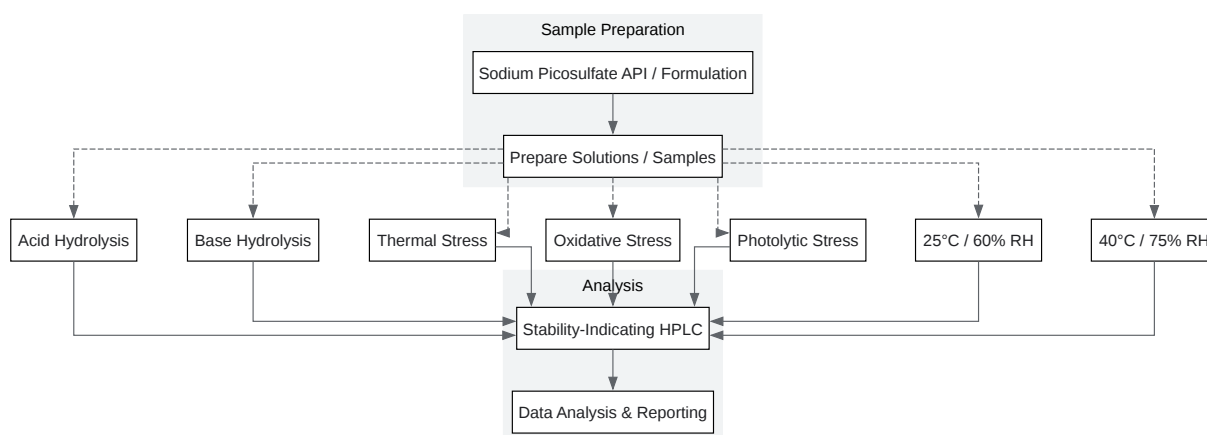 Sample Preparation
Sodium Picosulfate API / Formulation
Prepare Solutions / Samples
Acid Hydrolysis
Base Hydrolysis
Thermal Stress
Oxidative Stress
Photolytic Stress
25°C / 60% RH
40°C / 75% RH
Analysis
Stability-Indicating HPLC
Data Analysis & Reporting